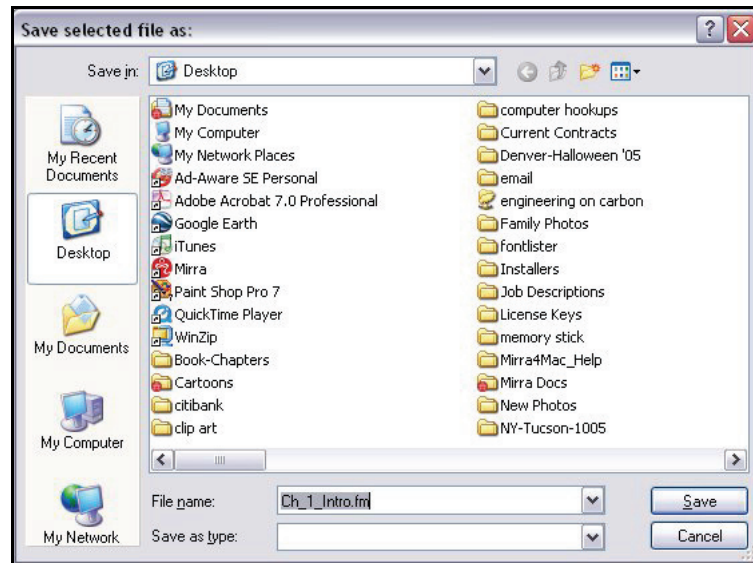 Save selected file as:
Save in: Desktop
My Recent
Documents
Desktop
My Documents
My Computer
My Network
My Documents
My Computer
My Network Places
Ad-Aware SE Personal
Adobe Acrobat 7.0 Professional
Google Earth
iTunes
Mirra
Paint Shop Pro 7
QuickTime Player
WinZip
Book-Chapters
Cartoons
citibank
clip art
computer hookups
Current Contracts
Denver-Halloween '05
email
engineering on carbon
Family Photos
fontlister
Installers
Job Descriptions
License Keys
memory stick
Mirra4Mac_Help
Mirra Docs
New Photos
NY-Tucson-1005
File name: Ch_1_Intro.fm Save
Save as type: Cancel